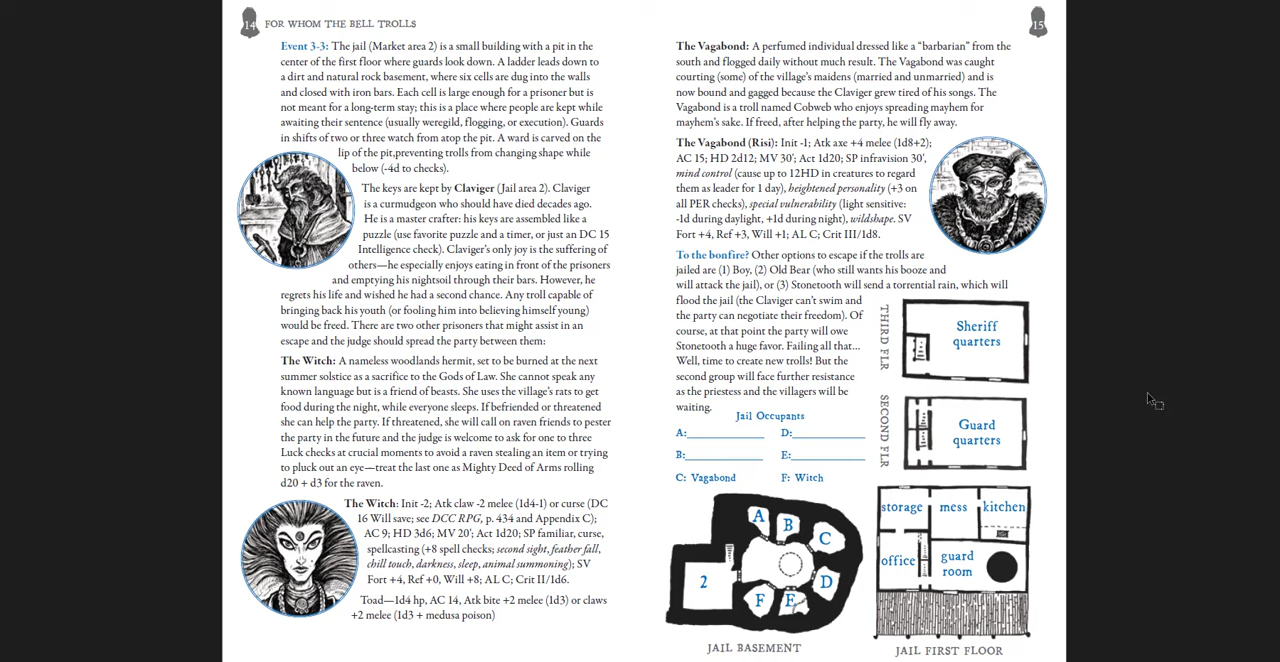 14 FOR WHOM THE BELL TROLLS
Event 3-3: The jail (Market area 2) is a small building with a pit in the
center of the first floor where guards look down. A ladder leads down to
a dirt and natural rock basement, where six cells are dug into the walls
and closed with iron bars. Each cell is large enough for a prisoner but is
not meant for a long-term stay; this is a place where people are kept while
awaiting their sentence (usually weregild, flogging, or execution). Guards
in shifts of two or three watch from atop the pit. A ward is carved on the
lip of the pit,preventing trolls from changing shape while
below (-4d to checks).
The keys are kept by Claviger (Jail area 2). Claviger
is a curmudgeon who should have died decades ago.
He is a master crafter: his keys are assembled like a
puzzle (use favorite puzzle and a timer, or just an DC 15
Intelligence check). Claviger's only joy is the suffering of
others—he especially enjoys eating in front of the prisoners
and emptying his nightsoil through their bars. However, he
regrets his life and wished he had a second chance. Any troll capable of
bringing back his youth (or fooling him into believing himself young)
would be freed. There are two other prisoners that might assist in an
escape and the judge should spread the party between them:
The Witch: A nameless woodlands hermit, set to be burned at the next
summer solstice as a sacrifice to the Gods of Law. She cannot speak any
known language but is a friend of beasts. She uses the village's rats to get
food during the night, while everyone sleeps. If befriended or threatened
she can help the party. If threatened, she will call on raven friends to pester
the party in the future and the judge is welcome to ask for one to three
Luck checks at crucial moments to avoid a raven stealing an item or trying
to pluck out an eye—treat the last one as Mighty Deed of Arms rolling
d20 + d3 for the raven.
The Witch: Init -2; Atk claw -2 melee (1d4-1) or curse (DC
16 Will save; see DCC RPG, p. 434 and Appendix C);
AC 9; HD 3d6; MV 20'; Act 1d20; SP familiar, curse,
spellcasting (+8 spell checks; second sight, feather fall,
chill touch, darkness, sleep, animal summoning); SV
Fort +4, Ref +0, Will +8; AL C; Crit II/1d6.
Toad—1d4 hp, AC 14, Atk bite +2 melee (1d3) or claws
+2 melee (1d3 + medusa poison)
15
The Vagabond: A perfumed individual dressed like a "barbarian" from the
south and flogged daily without much result. The Vagabond was caught
courting (some) of the village's maidens (married and unmarried) and is
now bound and gagged because the Claviger grew tired of his songs. The
Vagabond is a troll named Cobweb who enjoys spreading mayhem for
mayhem's sake. If freed, after helping the party, he will fly away.
The Vagabond (Risi): Init -1; Atk axe +4 melee (1d8+2);
AC 15; HD 2d12; MV 30'; Act 1d20; SP infravision 30',
mind control (cause up to 12HD in creatures to regard
them as leader for 1 day), heightened personality (+3 on
all PER checks), special vulnerability (light sensitive:
-1d during daylight, +1d during night), wildshape. SV
Fort +4, Ref +3, Will +1; AL C; Crit III/1d8.
To the bonfire? Other options to escape if the trolls are
jailed are (1) Boy, (2) Old Bear (who still wants his booze and
will attack the jail), or (3) Stonetooth will send a torrential rain, which will
flood the jail (the Claviger can't swim and
the party can negotiate their freedom). Of
course, at that point the party will owe
Stonetooth a huge favor. Failing all that...
Well, time to create new trolls! But the
second group will face further resistance
as the priestess and the villagers will be
waiting.
Jail Occupants
A: D:
B: E:
C: Vagabond F: Witch
A
B
C
D
E
F
2
JAIL BASEMENT
THIRD FLR
Sheriff
quarters
SECOND FLR
Guard
quarters
storage mess kitchen
office guard
room
JAIL FIRST FLOOR